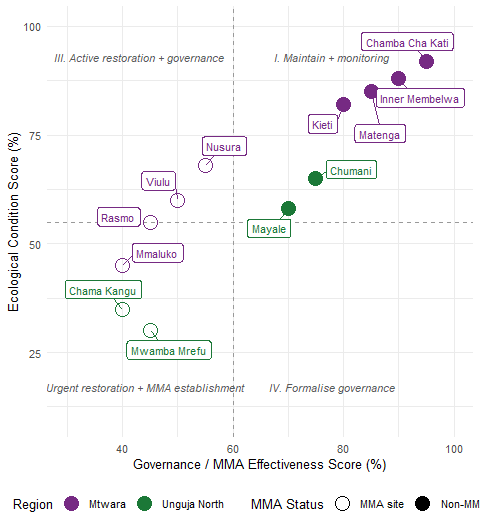 100
III. Active restoration + governance
I. Maintain + monitoring
Chamba Cha Kati
Inner Membelwa
Kieti
Matenga
75
Nusura
Chumani
Viulu
Rasmo
Mayale
50
Mmaluko
Chama Kangu
Mwamba Mrefu
25
Urgent restoration + MMA establishment
IV. Formalise governance
Ecological Condition Score (%)
40
60
80
100
Governance / MMA Effectiveness Score (%)
Region
Mtwara
Unguja North
MMA Status
MMA site
Non-MM